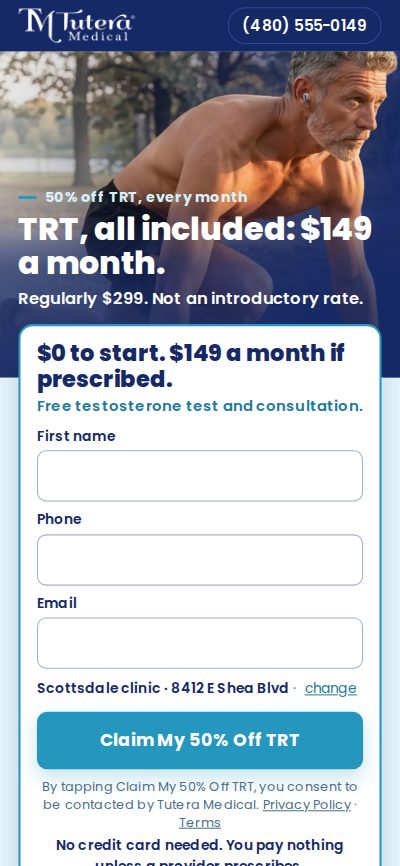 Tutera®
Medical
(480) 555-0149
50% off TRT, every month
TRT, all included: $149
a month.
Regularly $299. Not an introductory rate.
$0 to start. $149 a month if
prescribed.
Free testosterone test and consultation.
First name
Phone
Email
Scottsdale clinic · 8412 E Shea Blvd · change
Claim My 50% Off TRT
By tapping Claim My 50% Off TRT, you consent to
be contacted by Tutera Medical. Privacy Policy ·
Terms
No credit card needed. You pay nothing
unless a provider prescribes.